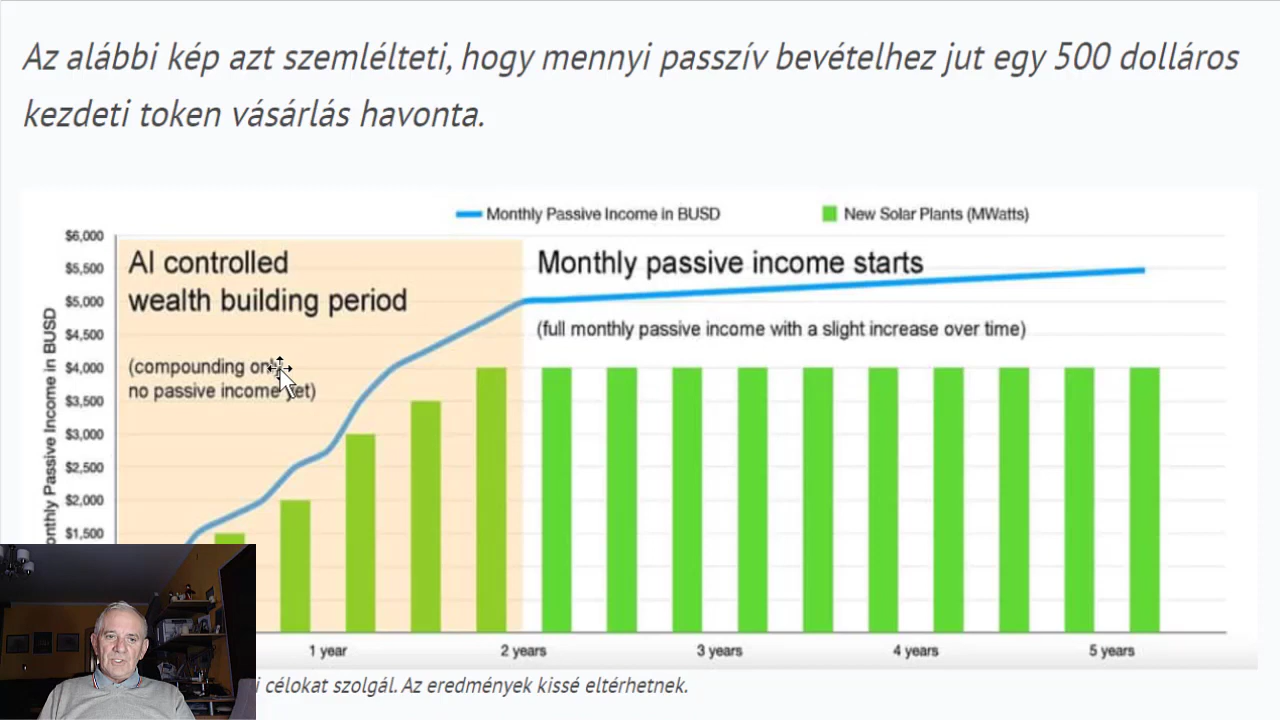 Az alábbi kép azt szemlélteti, hogy mennyi passzív bevételhez jut egy 500 dolláros
kezdeti token vásárlás havonta.
Monthly Passive Income in BUSD
New Solar Plants (MWatts)
$6,000
$5,500
$5,000
$4,500
$4,000
$3,500
$3,000
$2,500
$2,000
$1,500
Passive Income in BUSD
AI controlled
wealth building period
(compounding
no passive income
Monthly passive income starts
(full monthly passive income with a slight increase over time)
1 year
2 years
3 years
4 years
5 years
célokat szolgál. Az eredmények kissé eltérhetnek.